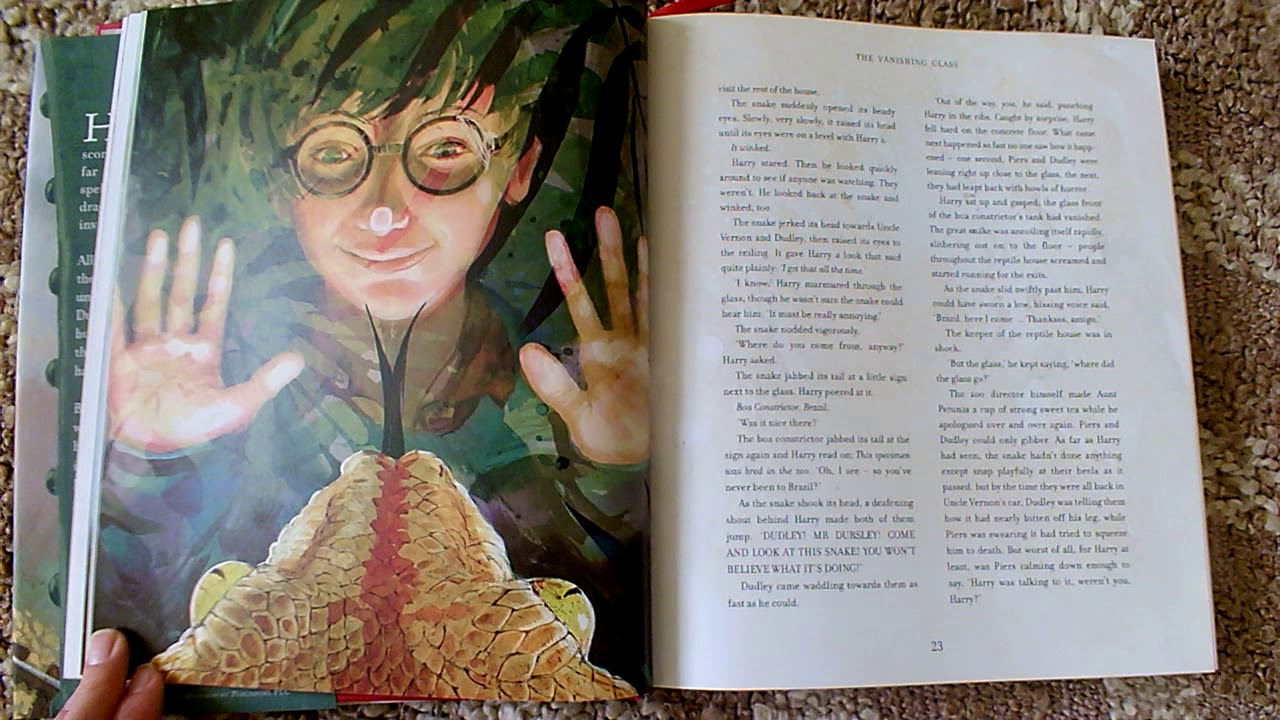 H
scor
far
spe
dra
inv
All
the
un
Du
bu
th
ha
THE VANISHING GLASS
visit the rest of the house.
The snake suddenly opened its beady
eyes. Slowly, very slowly, it raised its head
until its eyes were on a level with Harry's.
It winked.
Harry stared. Then he looked quickly
around to see if anyone was watching. They
weren't. He looked back at the snake and
winked, too.
The snake jerked its head towards Uncle
Vernon and Dudley, then raised its eyes to
the ceiling. It gave Harry a look that said
quite plainly: 'I get that all the time.'
'I know,' Harry murmured through the
glass, though he wasn't sure the snake could
hear him. 'It must be really annoying.'
The snake nodded vigorously.
'Where do you come from, anyway?'
Harry asked.
The snake jabbed its tail at a little sign
next to the glass. Harry peered at it.
Boa Constrictor, Brazil.
'Was it nice there?'
The boa constrictor jabbed its tail at the
sign again and Harry read on: This specimen
was bred in the zoo. 'Oh, I see – so you've
never been to Brazil?'
As the snake shook its head, a deafening
shout behind Harry made both of them
jump. 'DUDLEY! MR DURSLEY! COME
AND LOOK AT THIS SNAKE! YOU WON'T
BELIEVE WHAT IT'S DOING!'
Dudley came waddling towards them as
fast as he could.
'Out of the way, you,' he said, punching
Harry in the ribs. Caught by surprise, Harry
fell hard on the concrete floor. What came
next happened so fast no one saw how it happ-
ened – one second, Piers and Dudley were
leaning right up close to the glass, the next,
they had leapt back with howls of horror.
Harry sat up and gasped; the glass front
of the boa constrictor's tank had vanished.
The great snake was uncoiling itself rapidly,
slithering out on to the floor – people
throughout the reptile house screamed and
started running for the exits.
As the snake slid swiftly past him, Harry
could have sworn a low, hissing voice said,
'Brazil, here I come ... Thanksss, amigo.'
The keeper of the reptile house was in
shock.
'But the glass,' he kept saying, 'where did
the glass go?'
The zoo director himself made Aunt
Petunia a cup of strong sweet tea while he
apologised over and over again. Piers and
Dudley could only gibber. As far as Harry
had seen, the snake hadn't done anything
except snap playfully at their heels as it
passed, but by the time they were all back in
Uncle Vernon's car, Dudley was telling them
how it had nearly bitten off his leg, while
Piers was swearing it had tried to squeeze
him to death. But worst of all, for Harry at
least, was Piers calming down enough to
say, 'Harry was talking to it, weren't you,
Harry?'
23